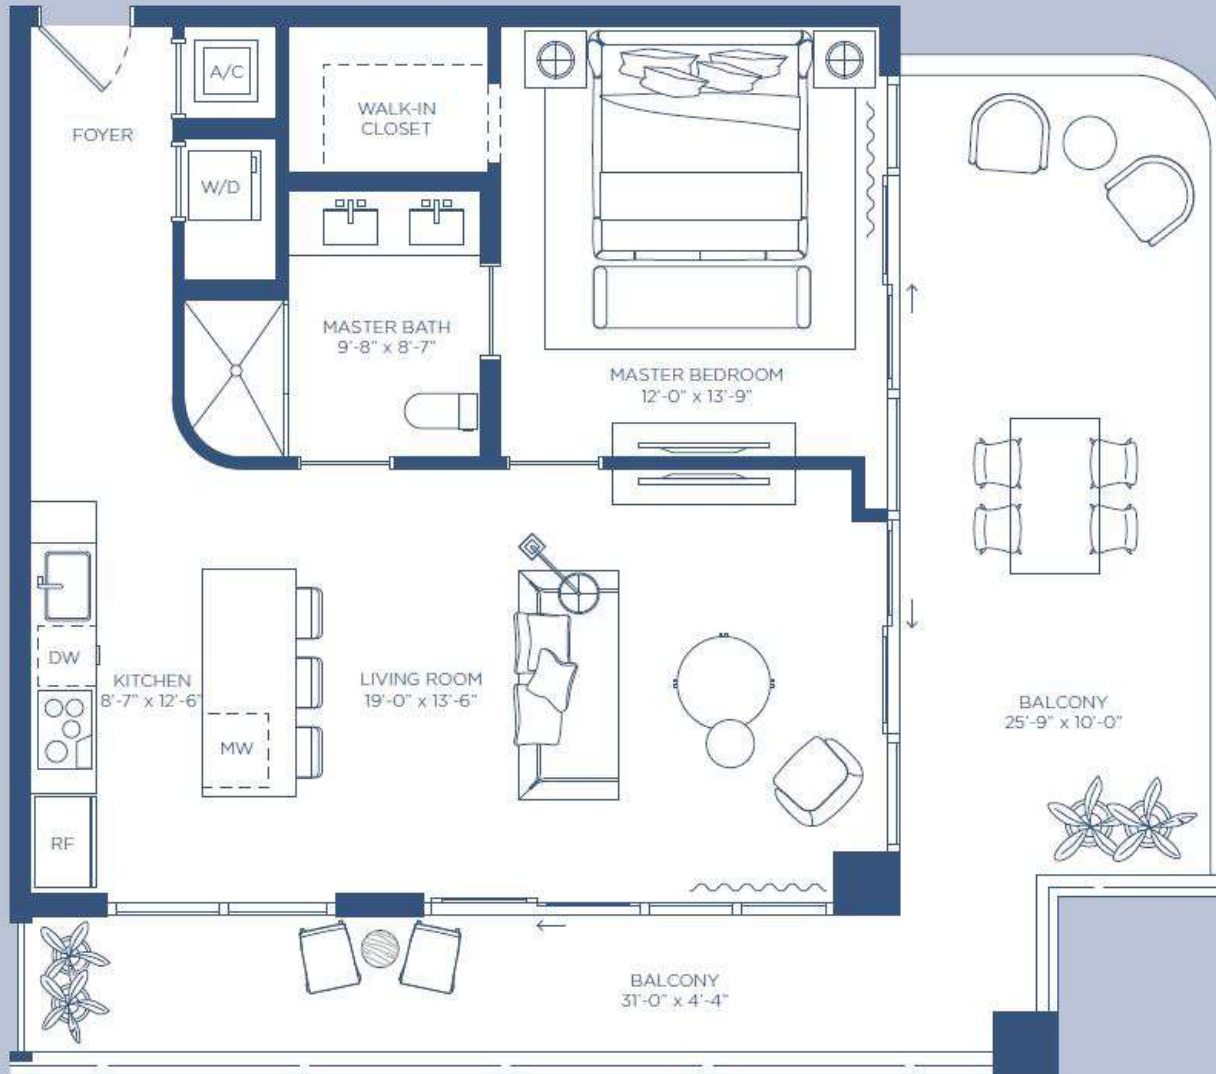 A/C
WALK-IN
CLOSET
FOYER
W/D
MASTER BATH
9'-8" x 8'-7"
MASTER BEDROOM
12'-0" x 13'-9"
DW
KITCHEN
8'-7" x 12'-6"
LIVING ROOM
19'-0" x 13'-6"
BALCONY
25'-9" x 10'-0"
MW
RF
BALCONY
31'-0" x 4'-4"